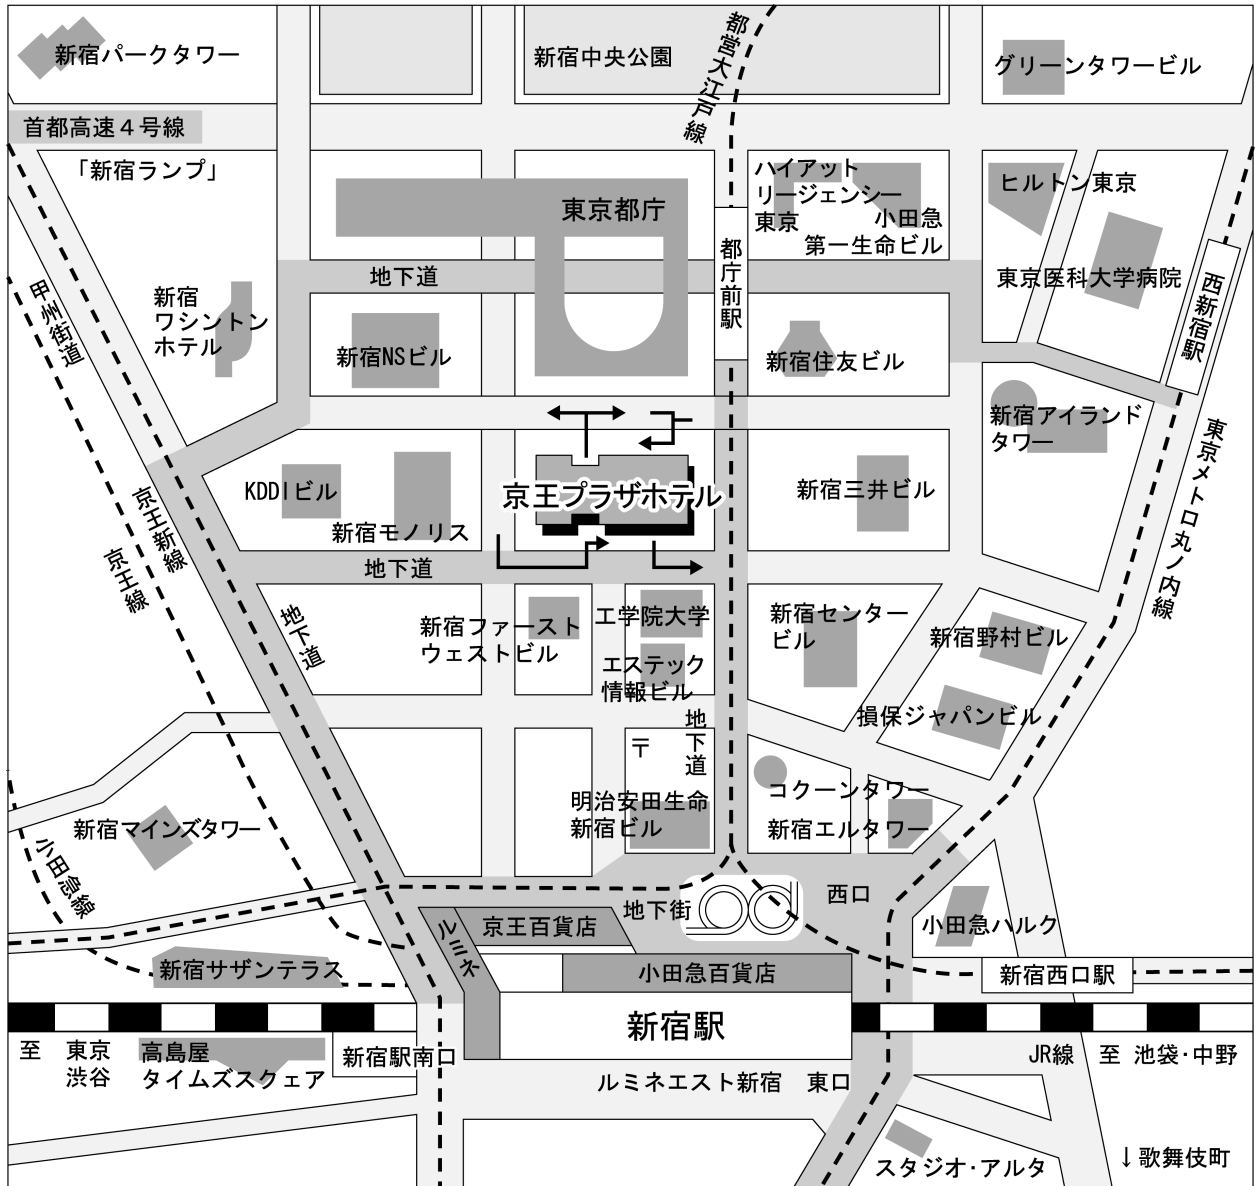 新宿パークタワー
新宿中央公園
都営大江戸線
グリーンタワービル
首都高速４号線
「新宿ランプ」
東京都庁
ハイアット
リージェンシー
東京
小田急
第一生命ビル
ヒルトン東京
東京医科大学病院
都庁前駅
西新宿駅
地下道
甲州街道
新宿
ワシントン
ホテル
新宿NSビル
新宿住友ビル
新宿アイランド
タワー
東京メトロ丸ノ内線
KDDIビル
新宿モノリス
京王プラザホテル
新宿三井ビル
京王新線
京王線
地下道
地下道
新宿ファースト
ウェストビル
工学院大学
エステック
情報ビル
新宿センター
ビル
新宿野村ビル
損保ジャパンビル
〒
地下道
明治安田生命
新宿ビル
コクーンタワー
新宿エルタワー
新宿マインズタワー
小田急線
ルミネ
京王百貨店
地下街
西口
小田急ハルク
新宿サザンテラス
小田急百貨店
新宿西口駅
新宿駅
至 東京
渋谷
高島屋
タイムズスクェア
新宿駅南口
ルミネエスト新宿 東口
JR線 至 池袋・中野
スタジオ・アルタ
↓歌舞伎町